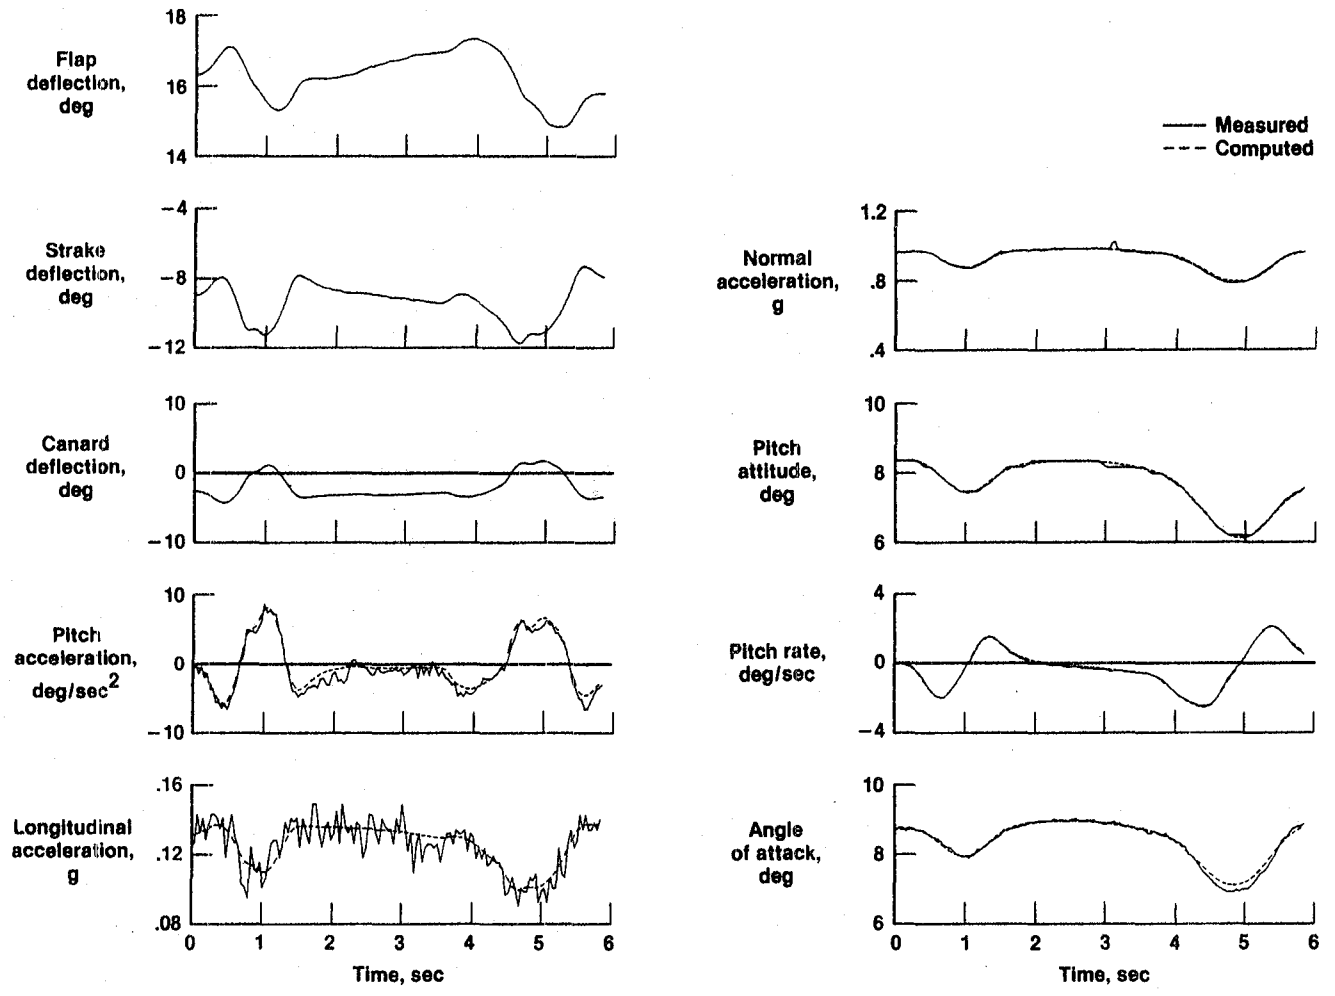 18
Flap
deflection,
deg
16
14
Measured
Computed
-4
Strake
deflection,
deg
-8
-12
1.2
Normal
acceleration,
g
.8
.4
10
Canard
deflection,
deg
0
-10
10
Pitch
attitude,
deg
8
6
10
Pitch
acceleration,
deg/sec2
0
-10
4
Pitch rate,
deg/sec
0
-4
.16
Longitudinal
acceleration,
g
.12
.08
0 1 2 3 4 5 6
Time, sec
10
Angle
of attack,
deg
8
6
0 1 2 3 4 5 6
Time, sec